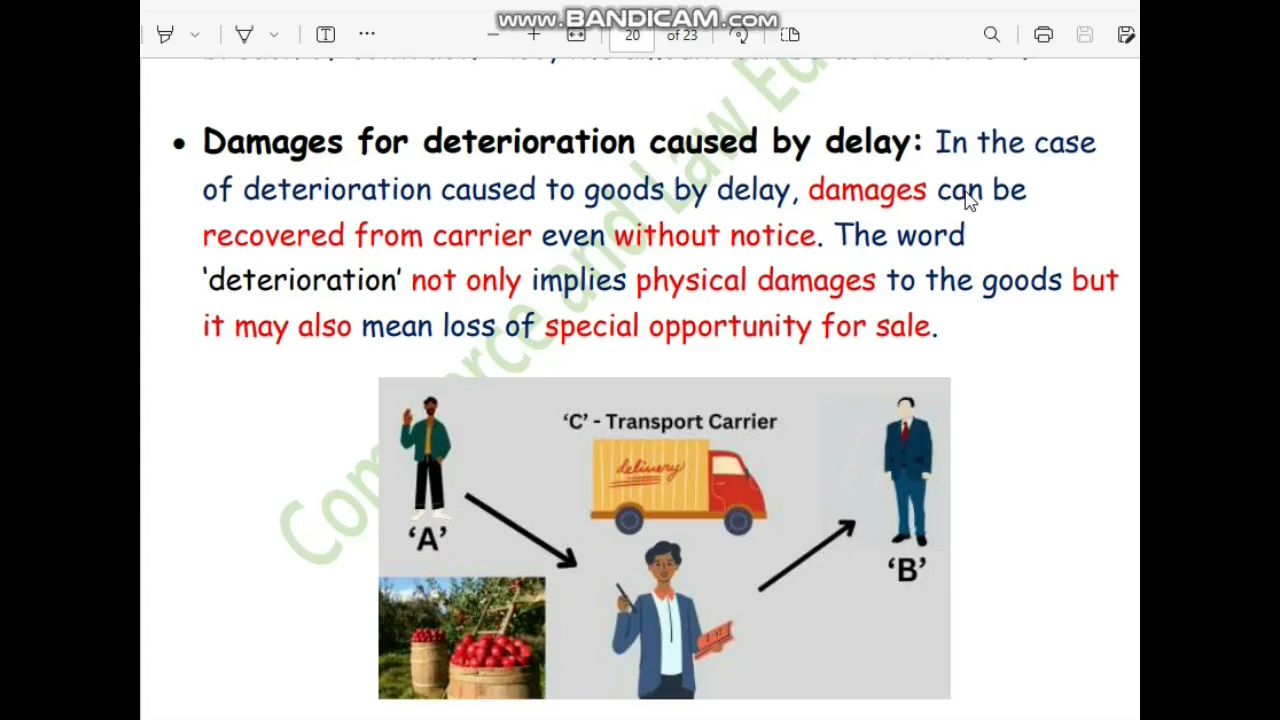 www.BANDICAM.com
20 of 23
• Damages for deterioration caused by delay: In the case
of deterioration caused to goods by delay, damages can be
recovered from carrier even without notice. The word
‘deterioration’ not only implies physical damages to the goods but
it may also mean loss of special opportunity for sale.
‘C’ - Transport Carrier
delivery
‘A’
‘B’